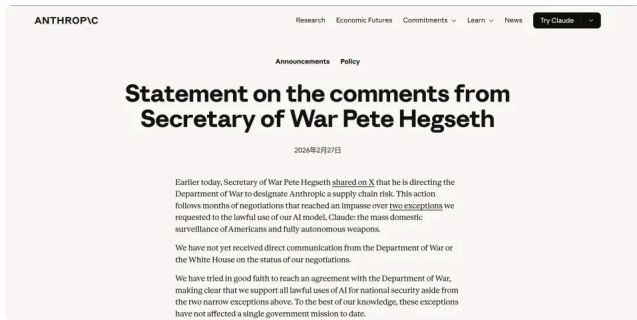 ANTHROP\C
Research Economic Futures Commitments Learn News Try Claude
Announcements Policy
Statement on the comments from
Secretary of War Pete Hegseth
2026年2月27日
Earlier today, Secretary of War Pete Hegseth shared on X that he is directing the
Department of War to designate Anthropic a supply chain risk. This action
follows months of negotiations that reached an impasse over two exceptions we
requested to the lawful use of our AI model, Claude: the mass domestic
surveillance of Americans and fully autonomous weapons.
We have not yet received direct communication from the Department of War or
the White House on the status of our negotiations.
We have tried in good faith to reach an agreement with the Department of War,
making clear that we support all lawful uses of AI for national security aside from
the two narrow exceptions above. To the best of our knowledge, these exceptions
have not affected a single government mission to date.